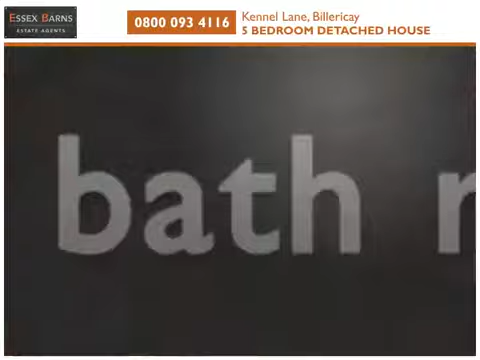 ESSEX BARNS
ESTATE AGENTS
0800 093 4116
Kennel Lane, Billericay
5 BEDROOM DETACHED HOUSE
bath r